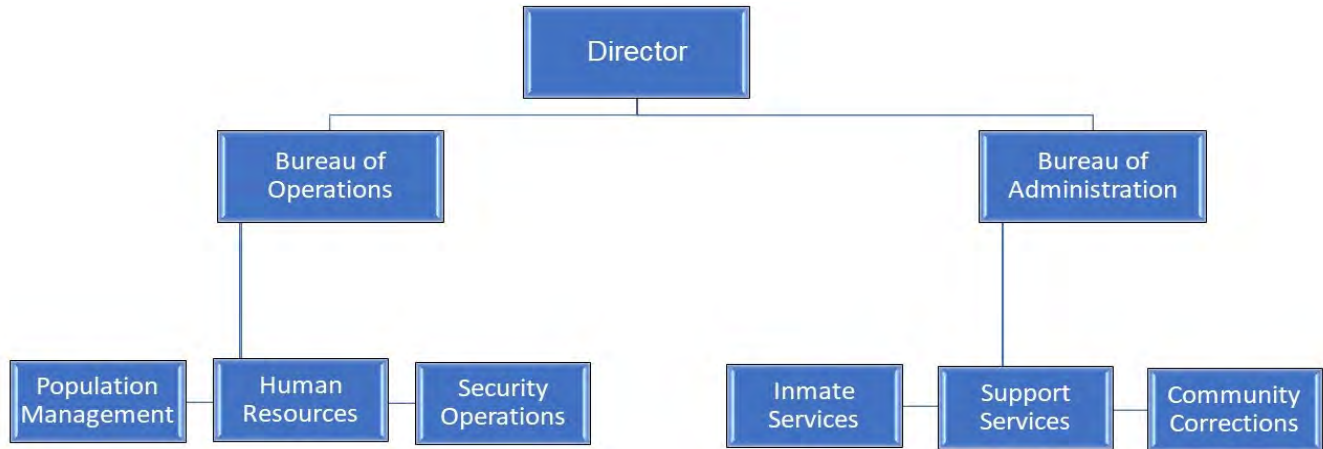 Director
Bureau of
Operations
Bureau of
Administration
Population
Management
Human
Resources
Security
Operations
Inmate
Services
Support
Services
Community
Corrections